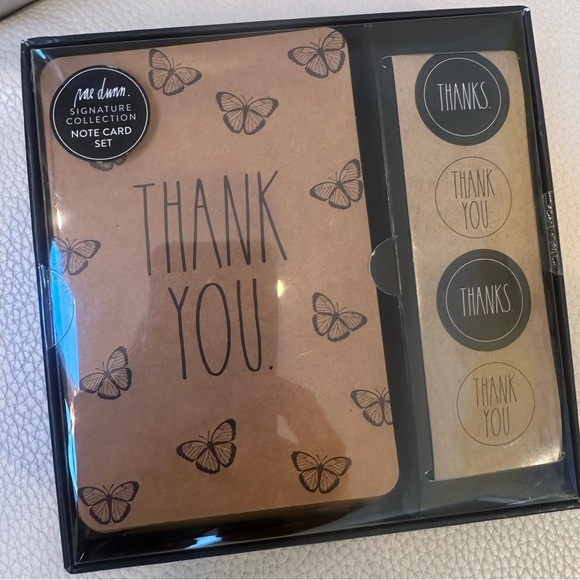 rae dunn.
SIGNATURE
COLLECTION
NOTE CARD
SET
THANK
YOU.
THANKS.
THANK
YOU
THANKS.
THANK
YOU